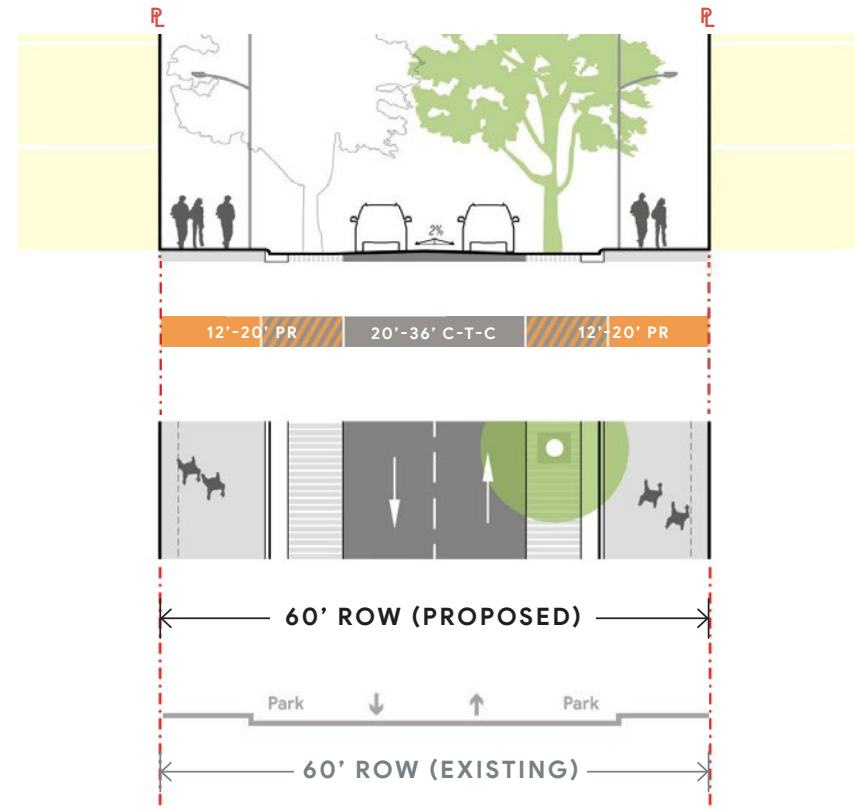 PL PL
2%
12’-20’ PR 20’-36’ C-T-C 12’-20’ PR
60’ ROW (PROPOSED)
Park Park
60’ ROW (EXISTING)